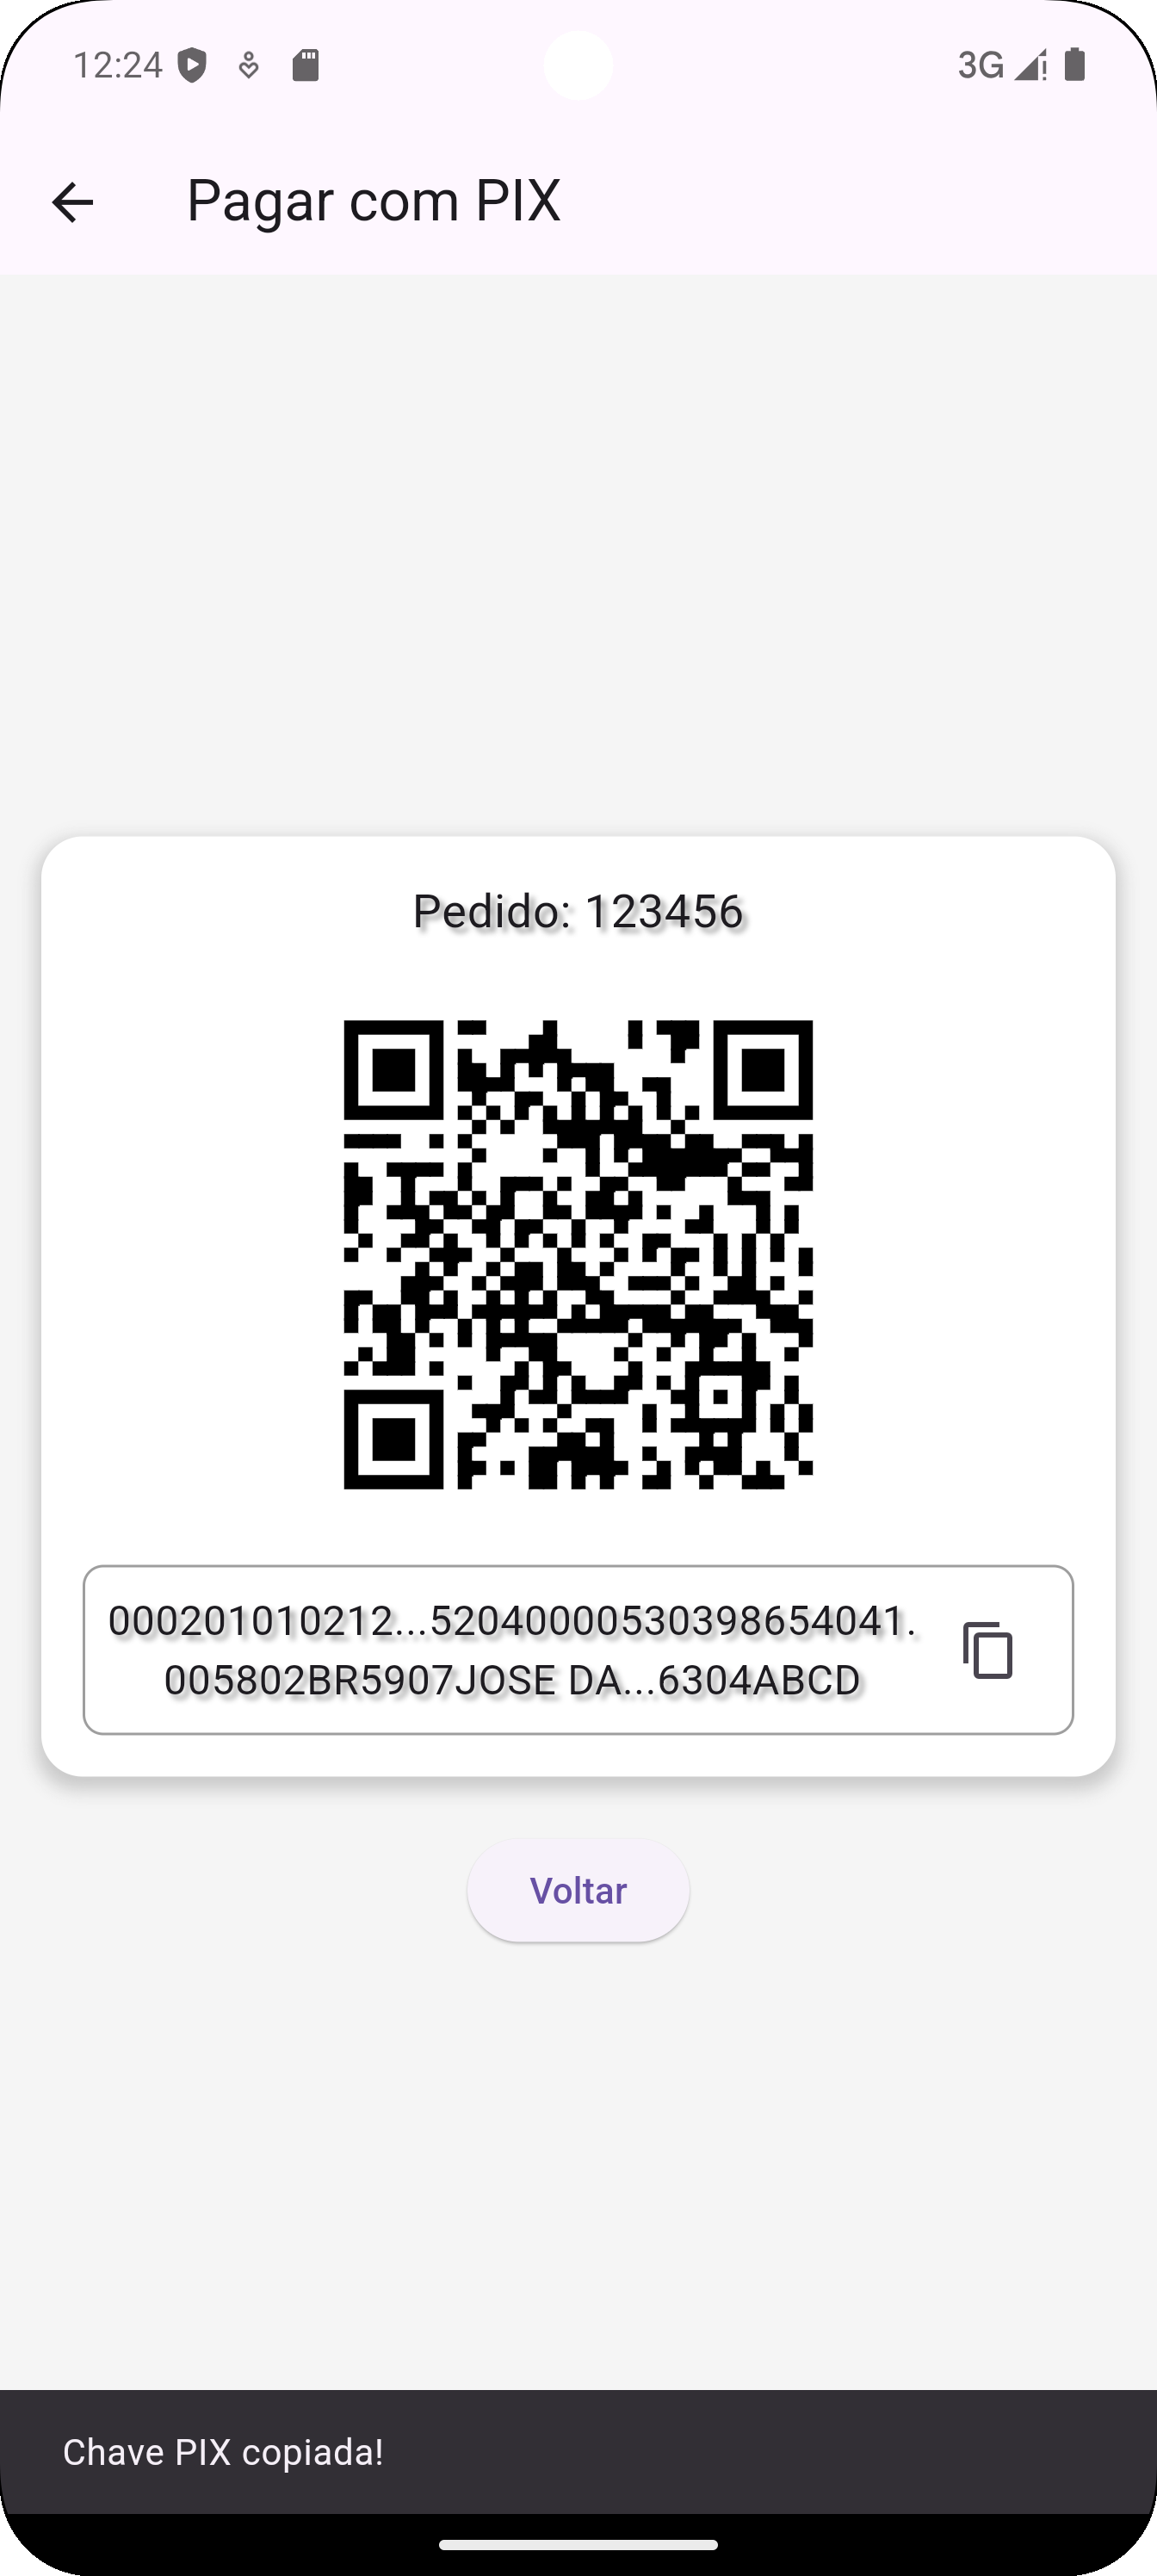 12:24
3G
Pagar com PIX
Pedido: 123456
000201010212...520400005303986540​41.
005802BR5907JOSE DA...6304ABCD
Voltar
Chave PIX copiada!